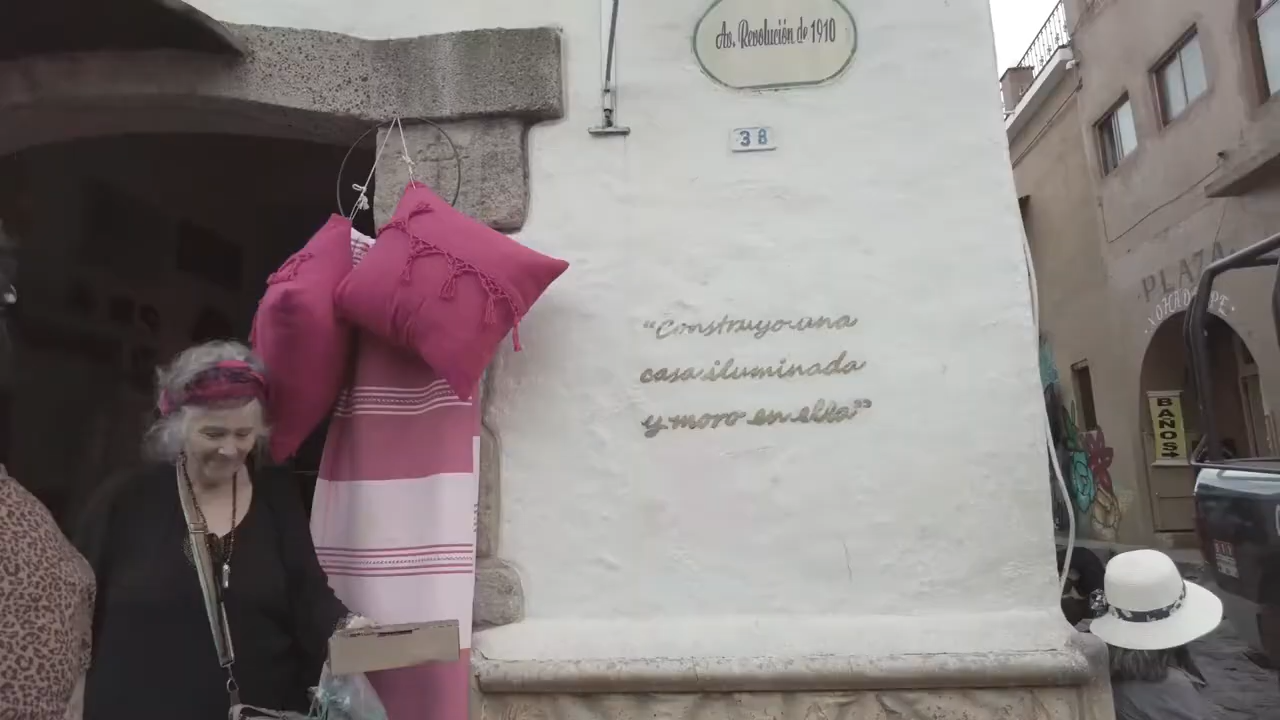 Av. Revolución de 1910
38
"Construyo una
casa iluminada
y moro en ella"
PLAZA
BAÑOS